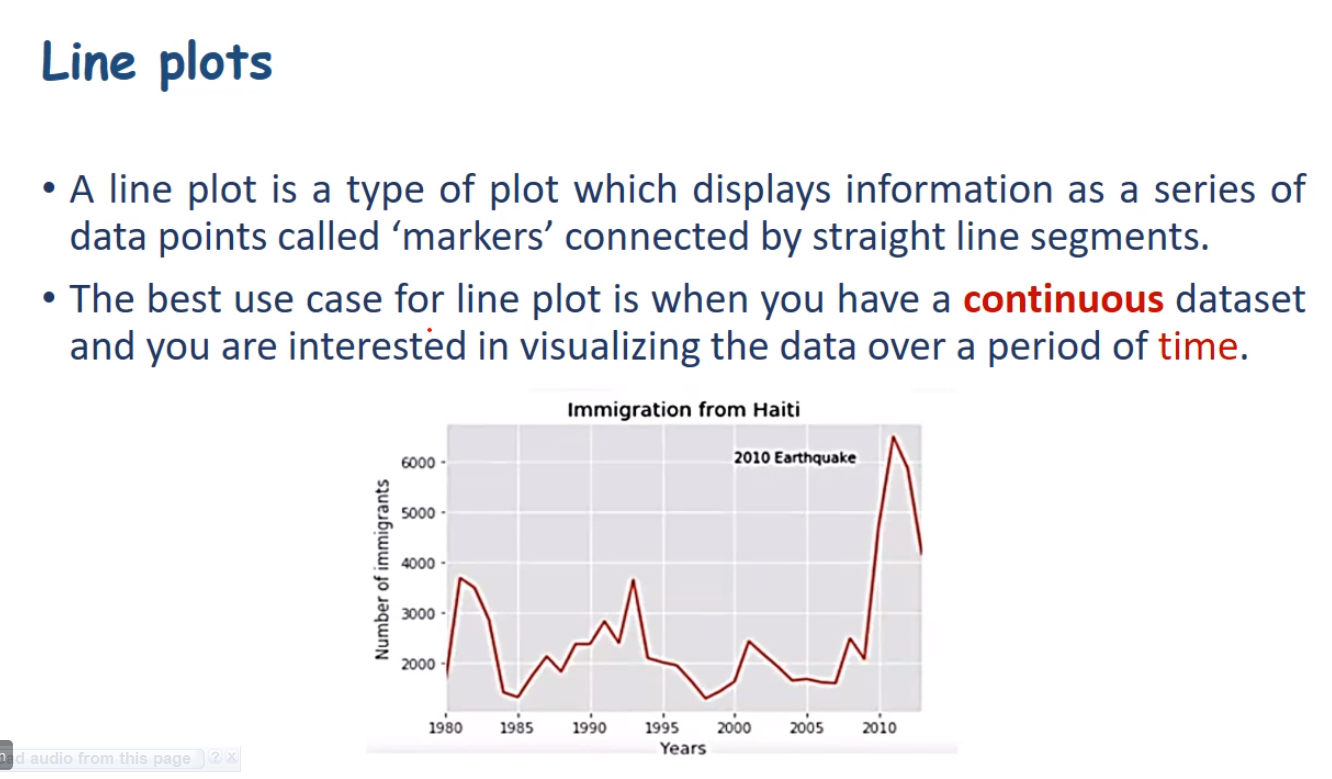 Line plots
• A line plot is a type of plot which displays information as a series of
data points called ‘markers’ connected by straight line segments.
• The best use case for line plot is when you have a continuous dataset
and you are interested in visualizing the data over a period of time.
Immigration from Haiti
2010 Earthquake
Number of immigrants
6000
5000
4000
3000
2000
1980 1985 1990 1995 2000 2005 2010
Years
ad audio from this page ? X